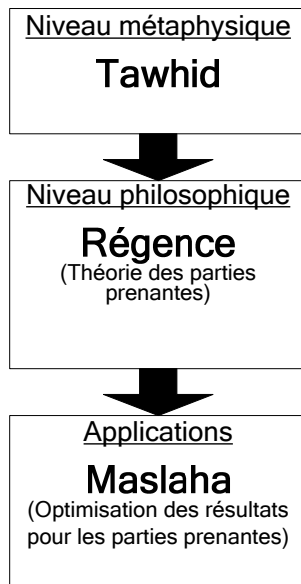 Niveau métaphysique
Tawhid
Niveau philosophique
Régence
(Théorie des parties
prenantes)
Applications
Maslaha
(Optimisation des résultats
pour les parties prenantes)